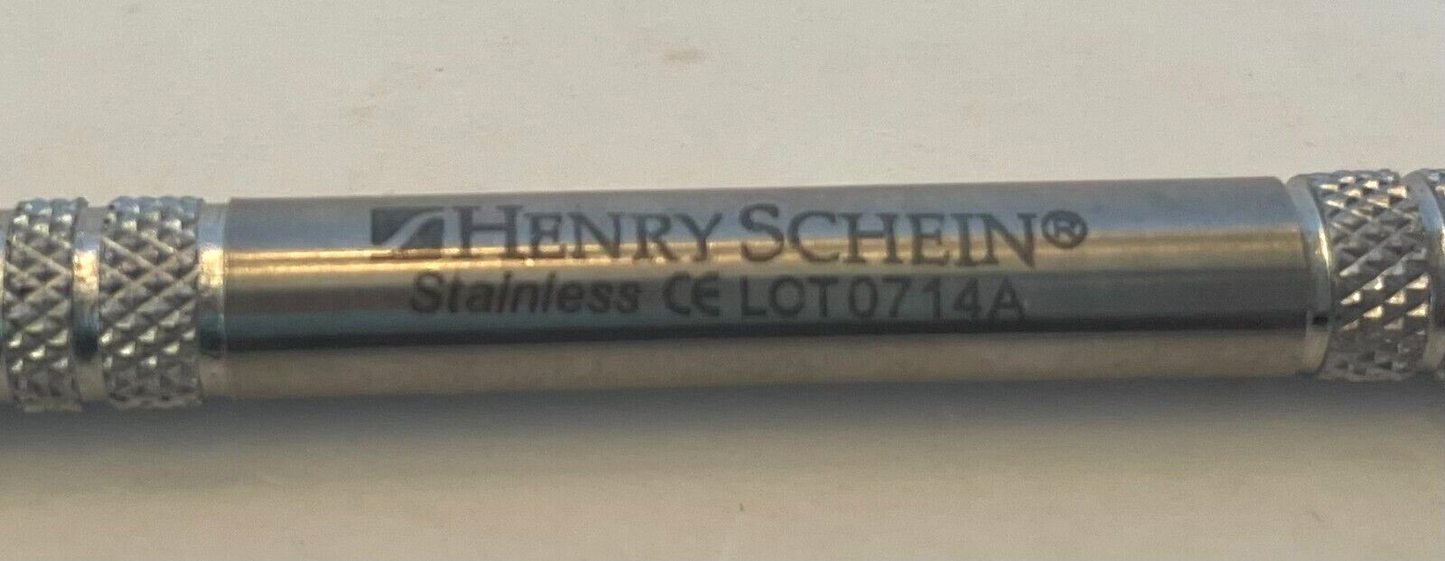 HENRY SCHEIN®
Stainless CE LOT 0714A